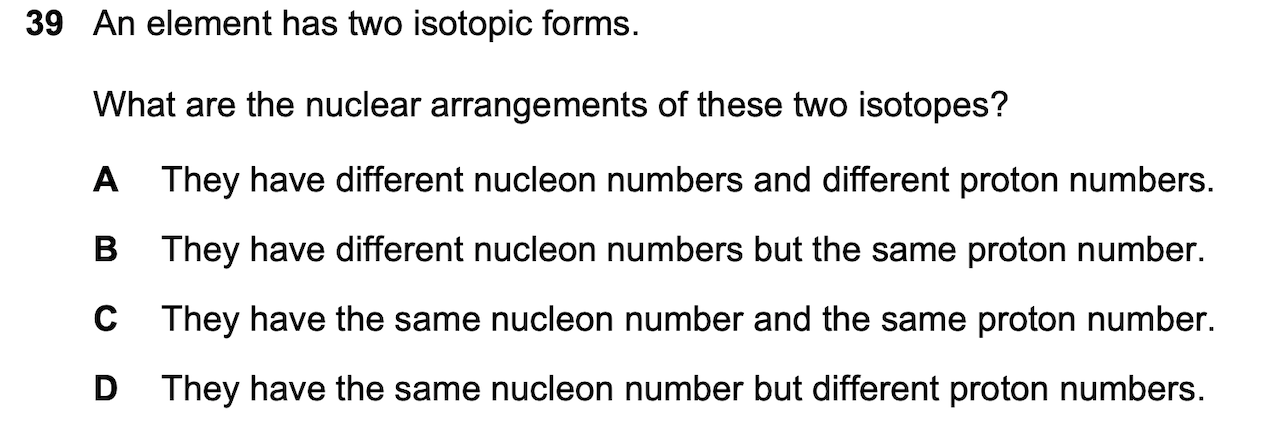 39 An element has two isotopic forms.
What are the nuclear arrangements of these two isotopes?
A They have different nucleon numbers and different proton numbers.
B They have different nucleon numbers but the same proton number.
C They have the same nucleon number and the same proton number.
D They have the same nucleon number but different proton numbers.